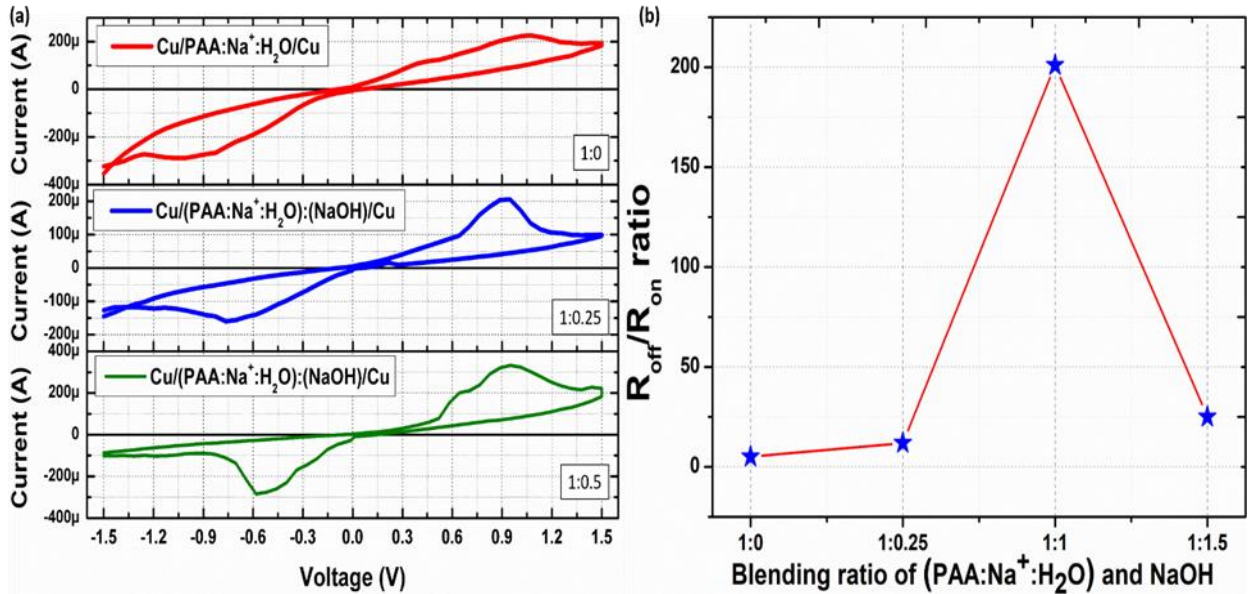 (a)
Cu/PAA:Na⁺:H₂O/Cu
Current (A)
200µ
0
-200µ
-400µ
1:0
Cu/(PAA:Na⁺:H₂O):(NaOH)/Cu
Current (A)
200µ
100µ
0
-100µ
-200µ
1:0.25
Cu/(PAA:Na⁺:H₂O):(NaOH)/Cu
Current (A)
400µ
200µ
0
-200µ
-400µ
1:0.5
-1.5 -1.2 -0.9 -0.6 -0.3 0.0 0.3 0.6 0.9 1.2 1.5
Voltage (V)
(b)
R_off/R_on ratio
200
150
100
50
0
1:0 1:0.25 1:1 1:1.5
Blending ratio of (PAA:Na⁺:H₂O) and NaOH